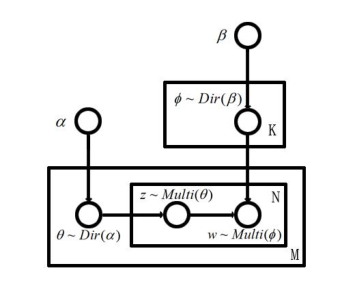 β
φ ~ Dir(β)
α
K
z ~ Multi(θ)
N
θ ~ Dir(α)
w ~ Multi(φ)
M